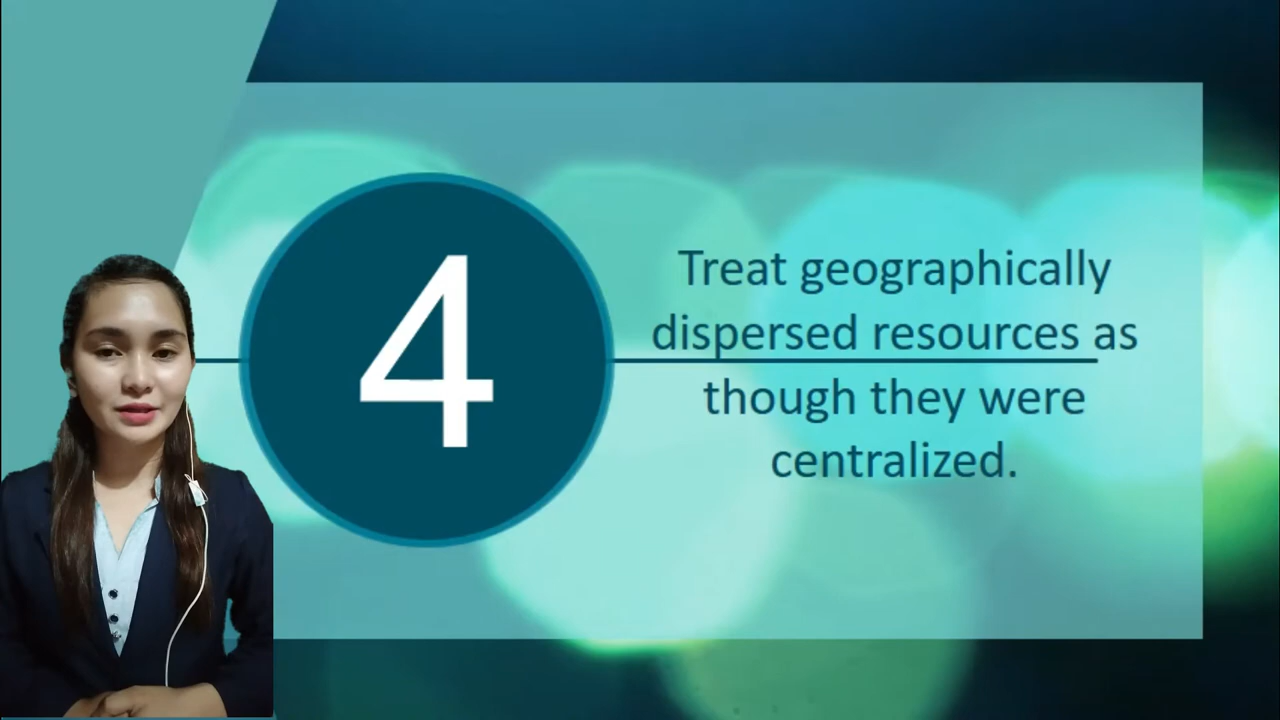 4
Treat geographically
dispersed resources as
though they were
centralized.